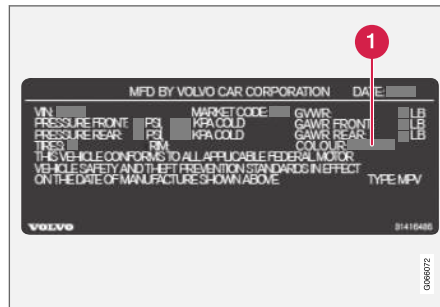 1
MFD BY VOLVO CAR CORPORATION DATE:
VIN: MARKET CODE: GVWR: LB
PRESSURE FRONT: PSI, KPA COLD GAWR FRONT: LB
PRESSURE REAR: PSI, KPA COLD GAWR REAR: LB
TIRES: RIM: COLOUR:
THIS VEHICLE CONFORMS TO ALL APPLICABLE FEDERAL MOTOR
VEHICLE SAFETY AND THEFT PREVENTION STANDARDS IN EFFECT
ON THE DATE OF MANUFACTURE SHOWN ABOVE TYPE: MPV
VOLVO 31416486
G066072